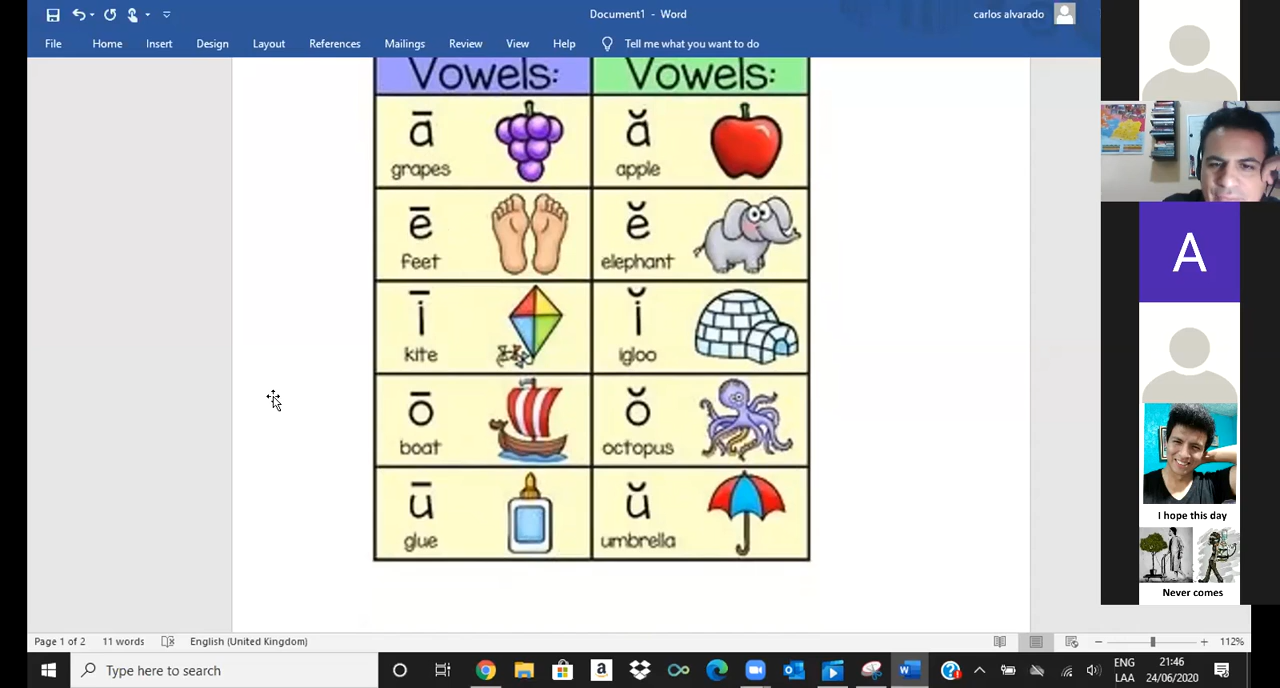 Document1 - Word
carlos alvarado
File Home Insert Design Layout References Mailings Review View Help Tell me what you want to do
Vowels: Vowels:
ā ă
grapes apple
ē ĕ
feet elephant
ī ĭ
kite igloo
ō ŏ
boat octopus
ū ŭ
glue umbrella
A
I hope this day
Never comes
Page 1 of 2 11 words English (United Kingdom) 112%
Type here to search
ENG
LAA
21:46
24/06/2020